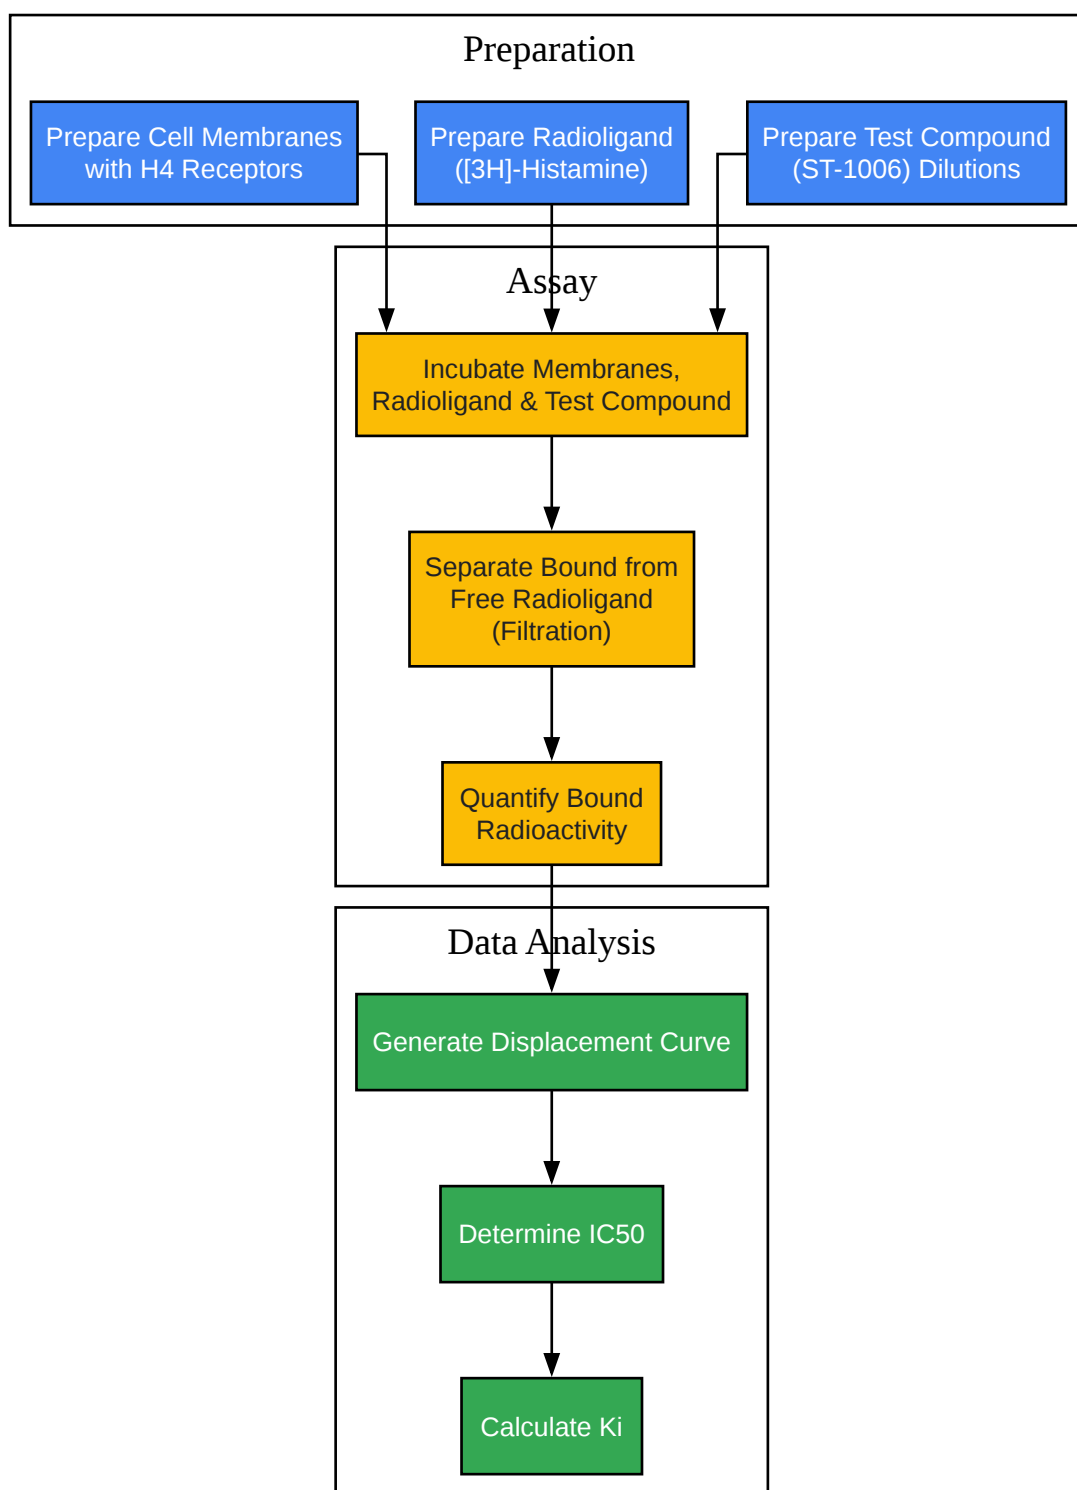 Preparation
Prepare Cell Membranes
with H4 Receptors
Prepare Radioligand
([3H]-Histamine)
Prepare Test Compound
(ST-1006) Dilutions
Assay
Incubate Membranes,
Radioligand & Test Compound
Separate Bound from
Free Radioligand
(Filtration)
Quantify Bound
Radioactivity
Data Analysis
Generate Displacement Curve
Determine IC50
Calculate Ki